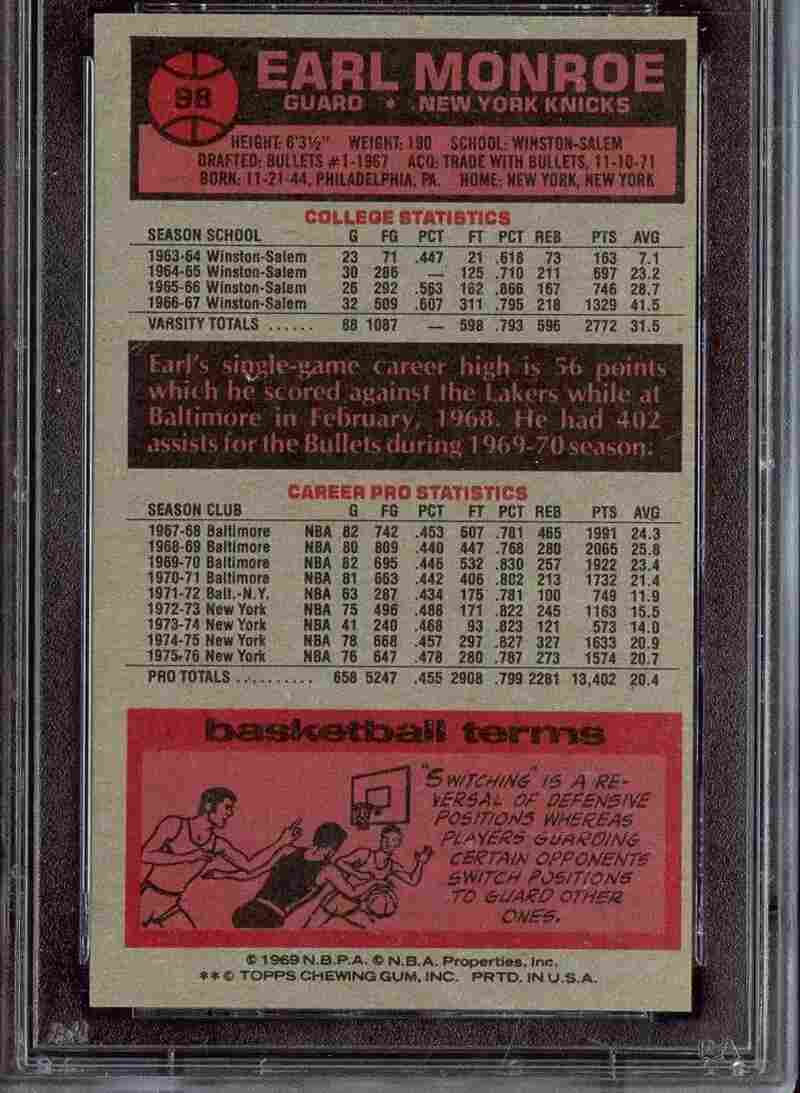 98
EARL MONROE
GUARD • NEW YORK KNICKS
HEIGHT: 6'3½" WEIGHT: 190 SCHOOL: WINSTON-SALEM
DRAFTED: BULLETS #1-1967 ACQ: TRADE WITH BULLETS, 11-10-71
BORN: 11-21-44, PHILADELPHIA, PA. HOME: NEW YORK, NEW YORK
COLLEGE STATISTICS
SEASON SCHOOL G FG PCT FT PCT REB PTS AVG
1963-64 Winston-Salem 23 71 .447 21 .618 73 163 7.1
1964-65 Winston-Salem 30 286 — 125 .710 211 697 23.2
1965-66 Winston-Salem 26 292 .563 162 .866 167 746 28.7
1966-67 Winston-Salem 32 509 .607 311 .795 218 1329 41.5
VARSITY TOTALS ...... 88 1087 — 598 .793 596 2772 31.5
Earl's single-game career high is 56 points
which he scored against the Lakers while at
Baltimore in February, 1968. He had 402
assists for the Bullets during 1969-70 season.
CAREER PRO STATISTICS
SEASON CLUB G FG PCT FT PCT REB PTS AVG
1967-68 Baltimore NBA 82 742 .453 507 .781 465 1991 24.3
1968-69 Baltimore NBA 80 809 .440 447 .768 280 2065 25.8
1969-70 Baltimore NBA 82 695 .446 532 .830 257 1922 23.4
1970-71 Baltimore NBA 81 663 .442 406 .802 213 1732 21.4
1971-72 Balt.-N.Y. NBA 63 287 .434 175 .781 100 749 11.9
1972-73 New York NBA 75 496 .488 171 .822 245 1163 15.5
1973-74 New York NBA 41 240 .468 93 .823 121 573 14.0
1974-75 New York NBA 78 668 .457 297 .827 327 1633 20.9
1975-76 New York NBA 76 647 .478 280 .787 273 1574 20.7
PRO TOTALS .......... 658 5247 .455 2908 .799 2281 13,402 20.4
basketball terms
"SWITCHING" IS A RE-
VERSAL OF DEFENSIVE
POSITIONS WHEREAS
PLAYERS GUARDING
CERTAIN OPPONENTS
SWITCH POSITIONS
TO GUARD OTHER
ONES.
© 1969 N.B.P.A. © N.B.A. Properties, Inc.
** © TOPPS CHEWING GUM, INC. PRTD. IN U.S.A.